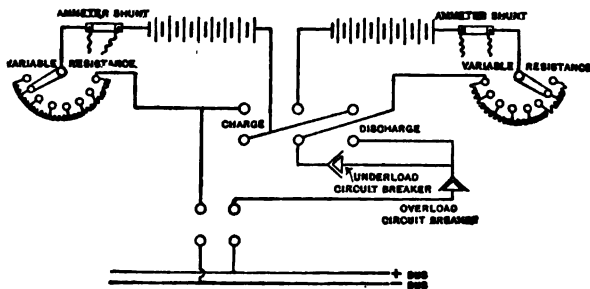 AMMETER SHUNT
AMMETER SHUNT
VARIABLE RESISTANCE
VARIABLE RESISTANCE
CHARGE
DISCHARGE
UNDERLOAD
CIRCUIT BREAKER
OVERLOAD
CIRCUIT BREAKER
+ BUS
- BUS